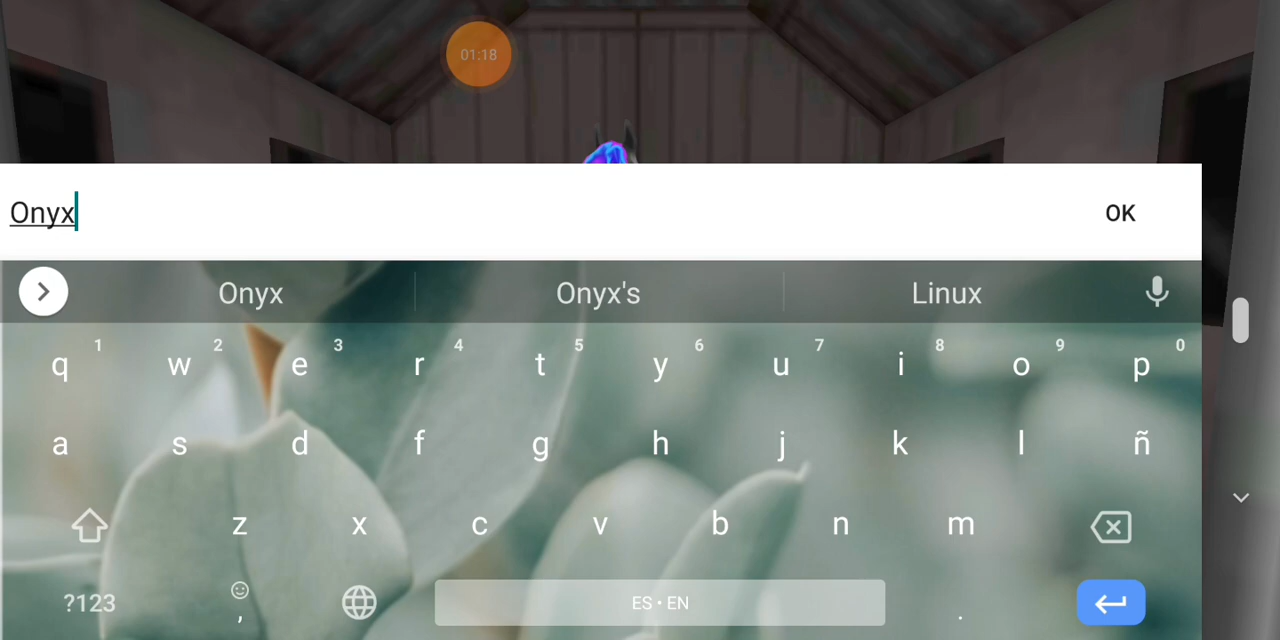 01:18
Onyx
OK
Onyx Onyx's Linux
1 2 3 4 5 6 7 8 9 0
q w e r t y u i o p
a s d f g h j k l ñ
z x c v b n m
?123 , ES • EN .